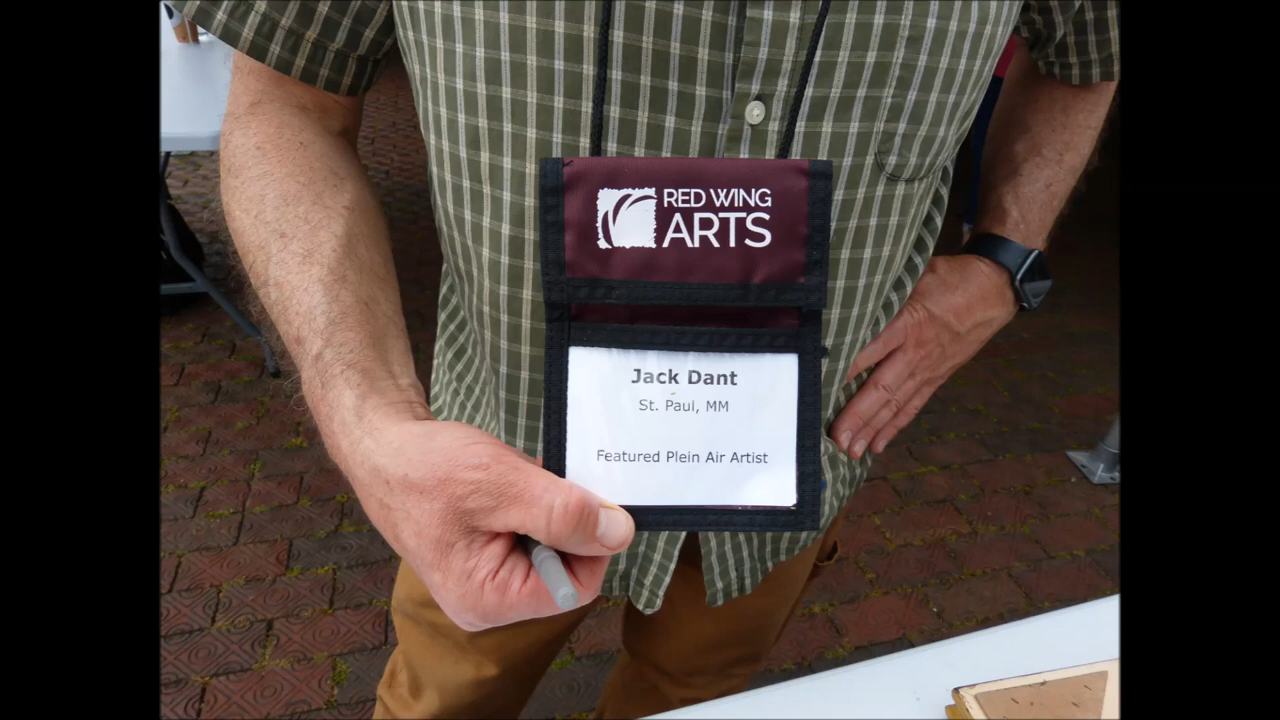 RED WING
ARTS
Jack Dant
St. Paul, MM
Featured Plein Air Artist